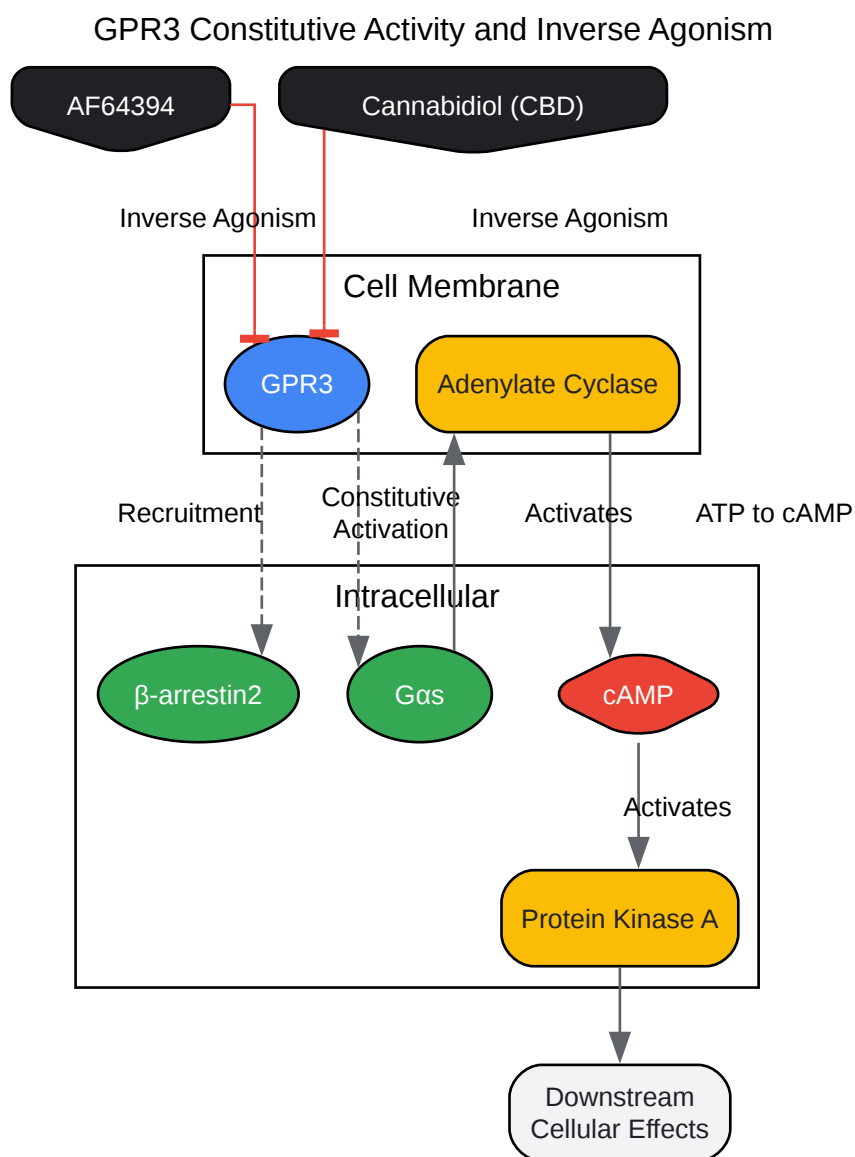 GPR3 Constitutive Activity and Inverse Agonism
AF64394
Cannabidiol (CBD)
Inverse Agonism
Inverse Agonism
Cell Membrane
GPR3
Adenylate Cyclase
Recruitment
Constitutive
Activation
Activates
ATP to cAMP
Intracellular
β-arrestin2
Gαs
cAMP
Activates
Protein Kinase A
Downstream
Cellular Effects